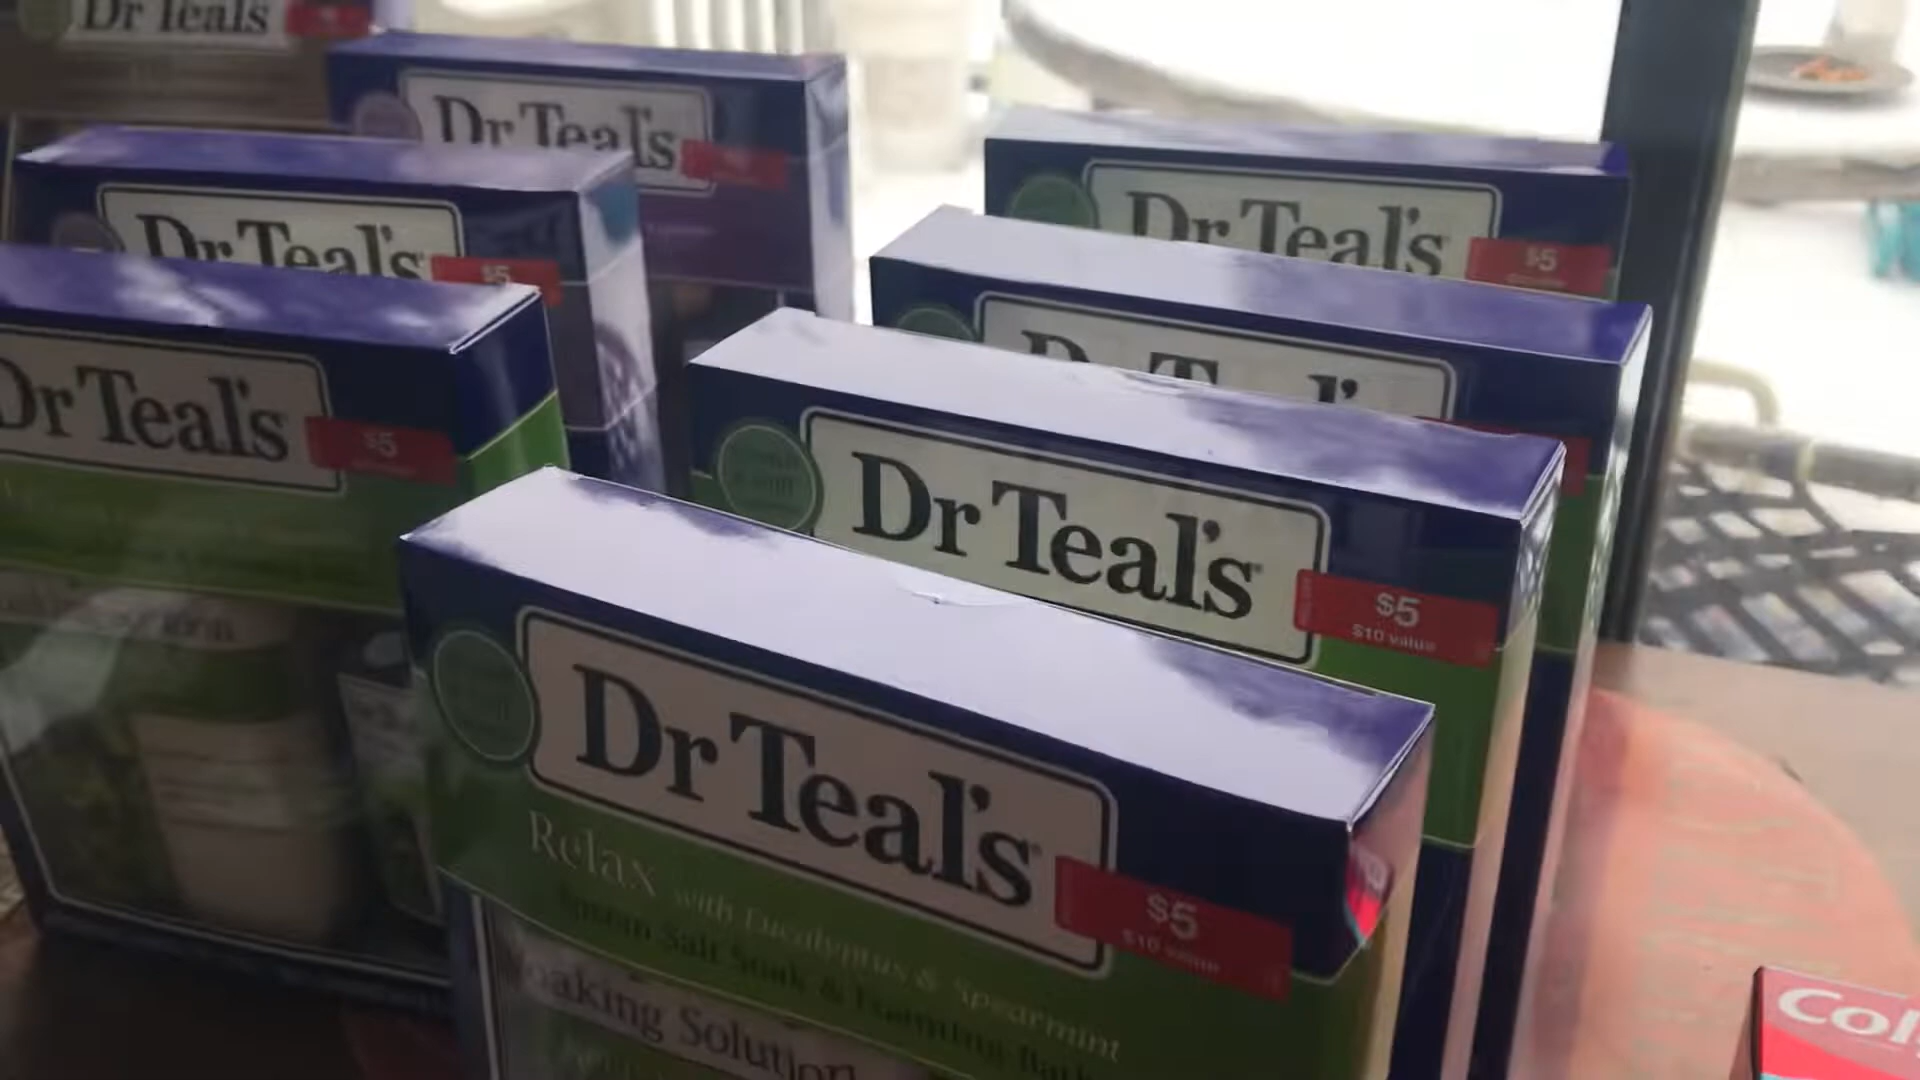 Dr Teal's
Dr Teal's
Dr Teal's
$5
Dr Teal's
$5
Dr Teal's
$5
Dr Teal's
$5
$10 value
Dr Teal's
Relax with Eucalyptus & Spearmint
Epsom Salt Soak & Foaming Bath
$5
$10 value
oaking Solution
Col